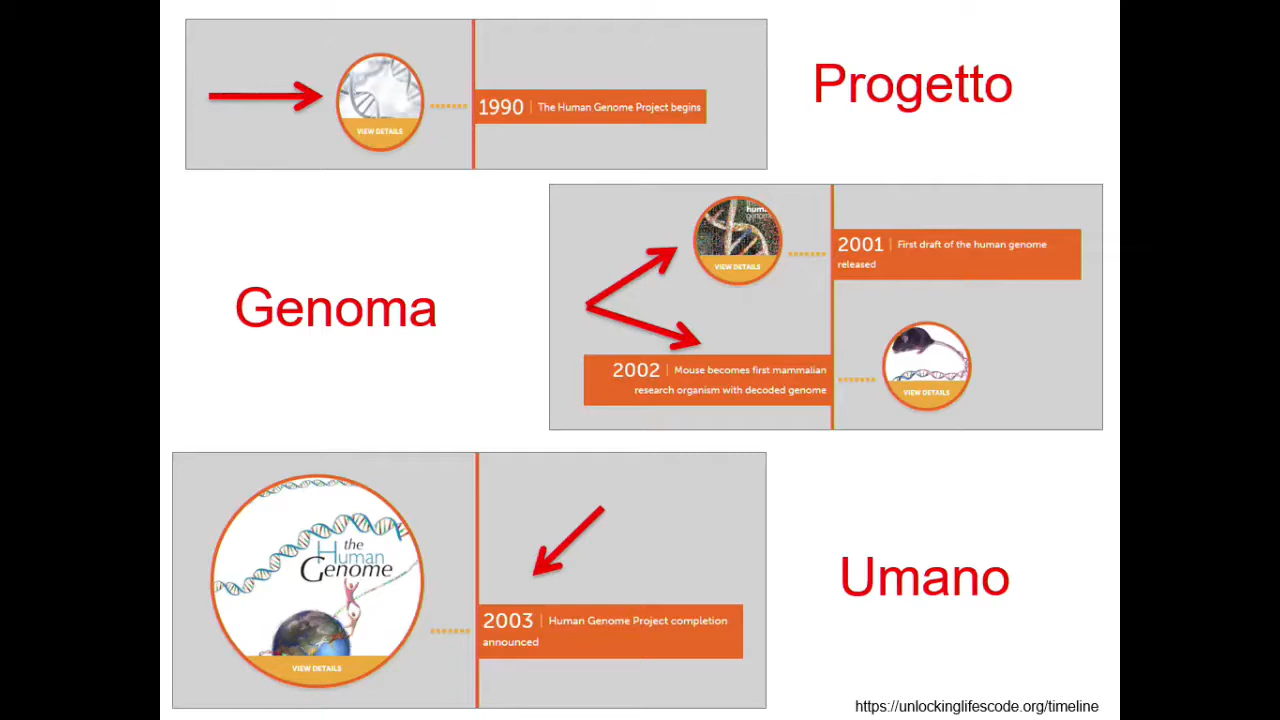 Progetto
VIEW DETAILS
1990 | The Human Genome Project begins
Genoma
human
genome
VIEW DETAILS
2001 | First draft of the human genome
released
2002 | Mouse becomes first mammalian
research organism with decoded genome
VIEW DETAILS
the
Human
Genome
VIEW DETAILS
2003 | Human Genome Project completion
announced
Umano
https://unlockinglifescode.org/timeline